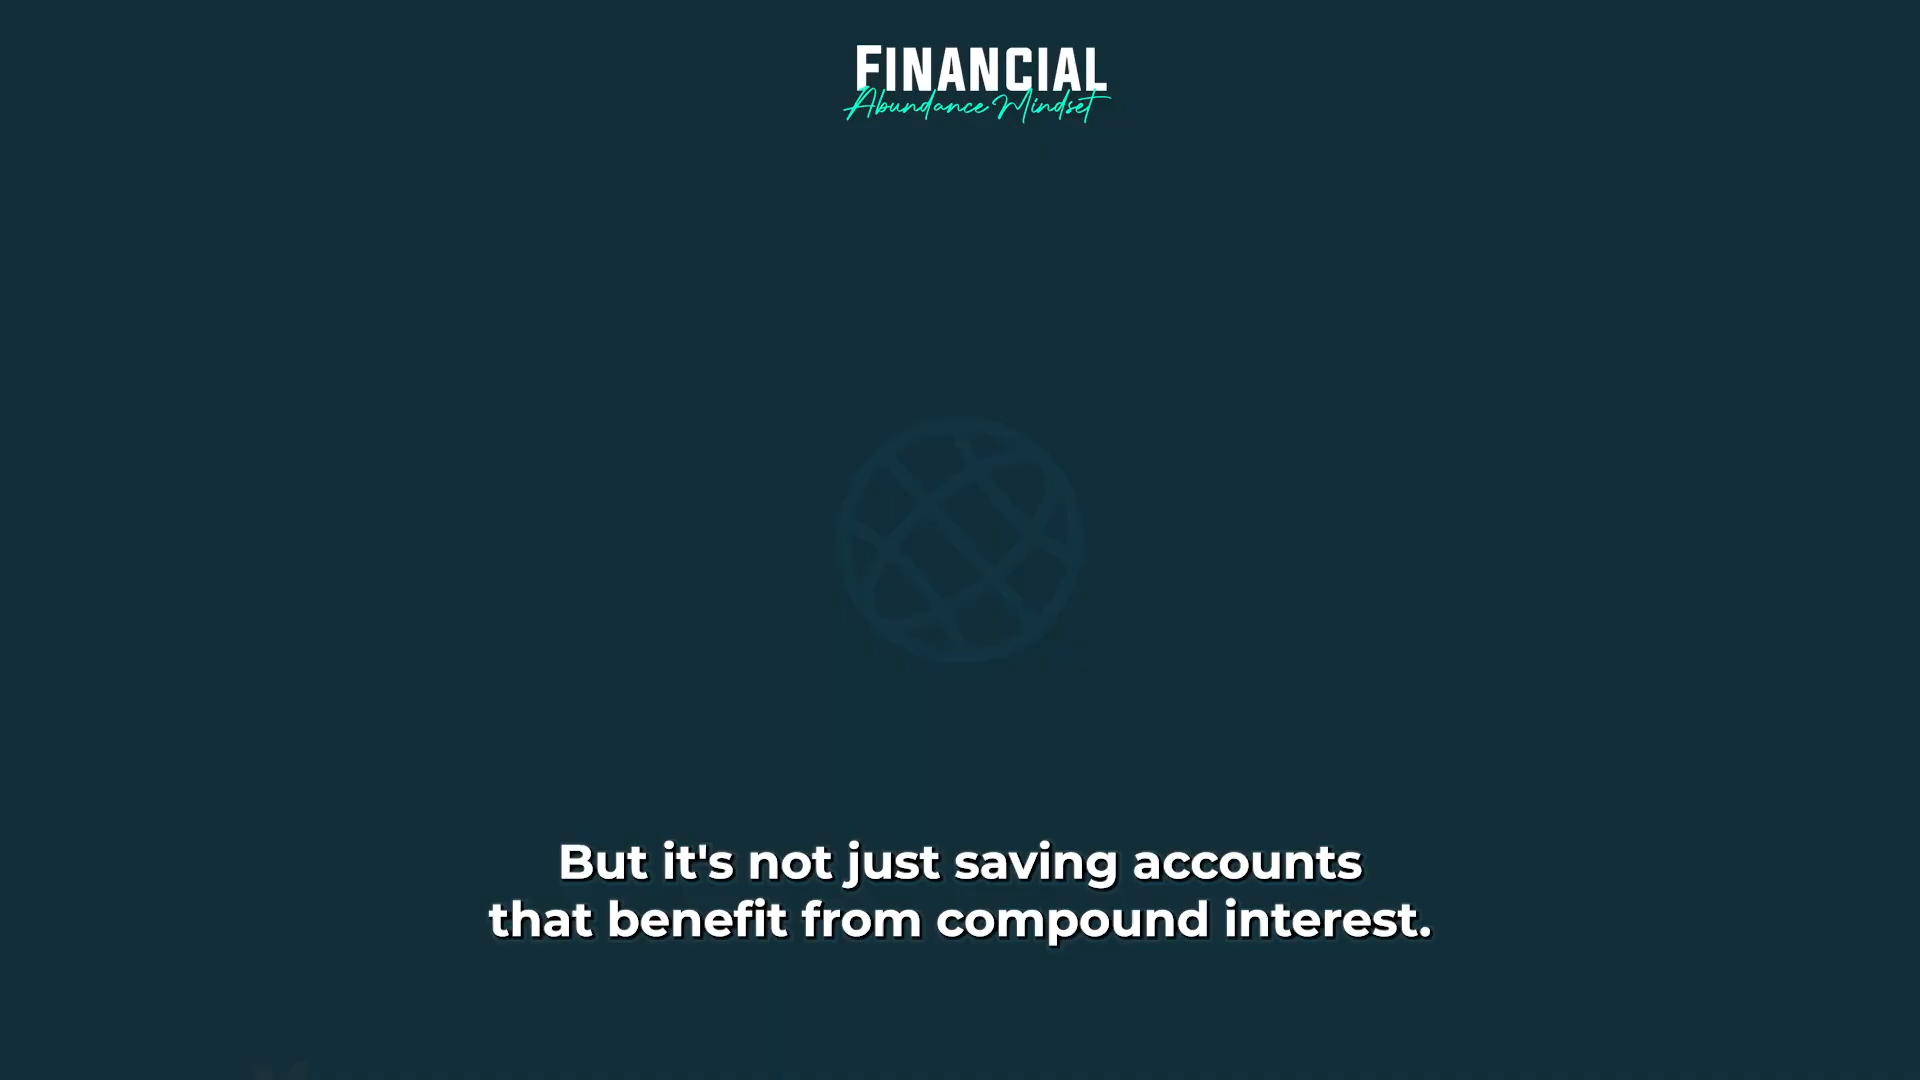 FINANCIAL
Abundance Mindset
But it's not just saving accounts
that benefit from compound interest.